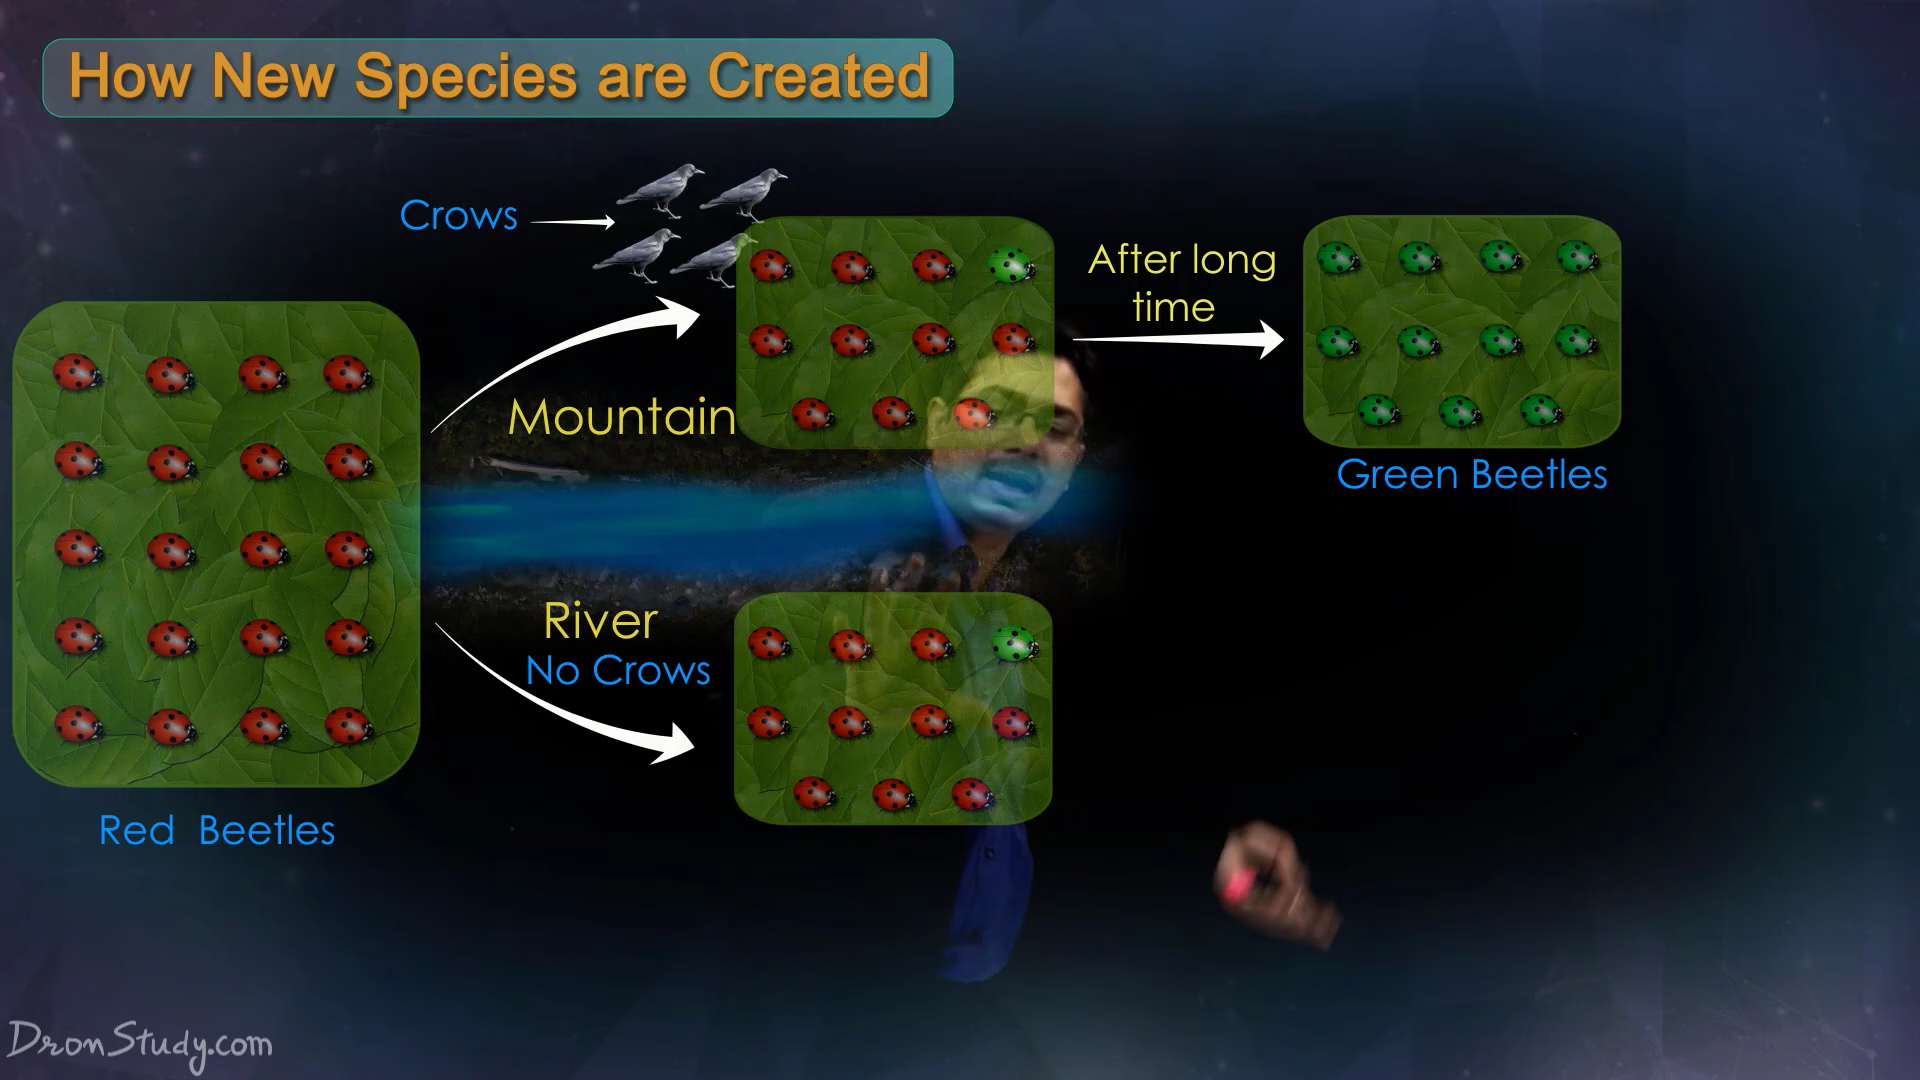 How New Species are Created
Crows
After long
time
Mountain
Green Beetles
River
No Crows
Red Beetles
DronStudy.com